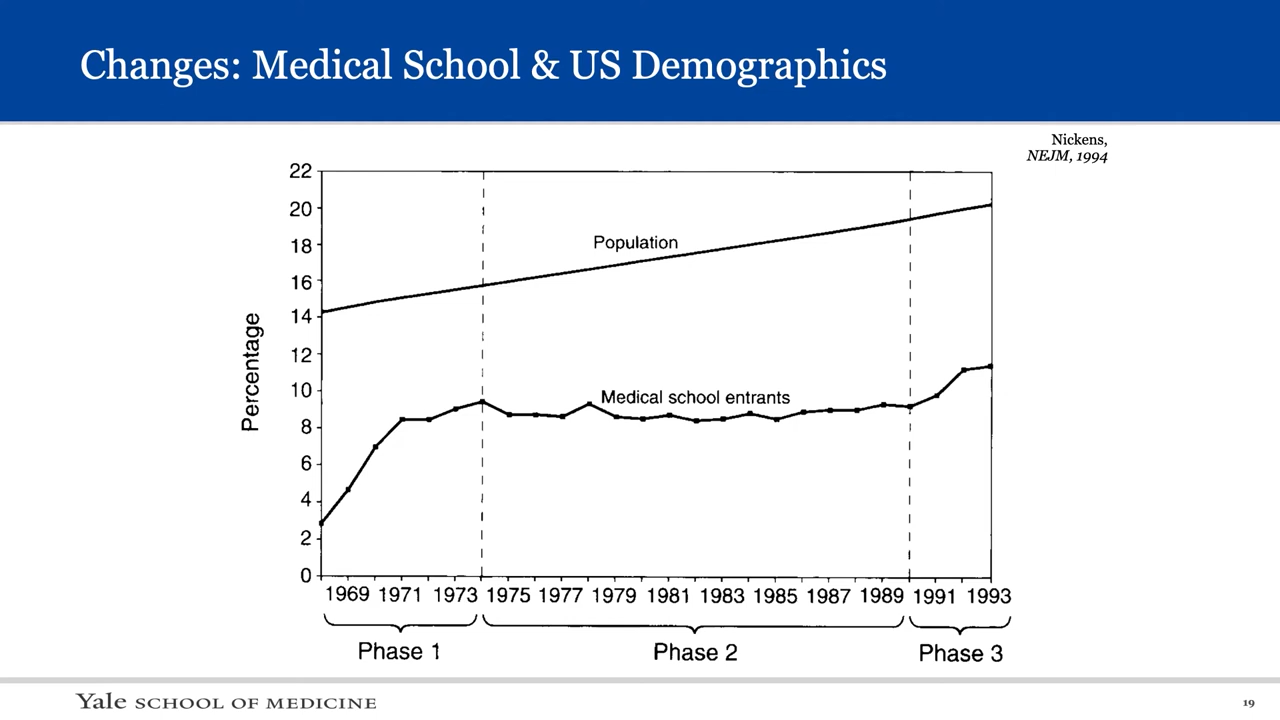 Changes: Medical School & US Demographics
Nickens,
NEJM, 1994
22
20
18
16
14
12
10
8
6
4
2
0
Percentage
Population
Medical school entrants
1969 1971 1973 1975 1977 1979 1981 1983 1985 1987 1989 1991 1993
Phase 1 Phase 2 Phase 3
Yale SCHOOL OF MEDICINE
19